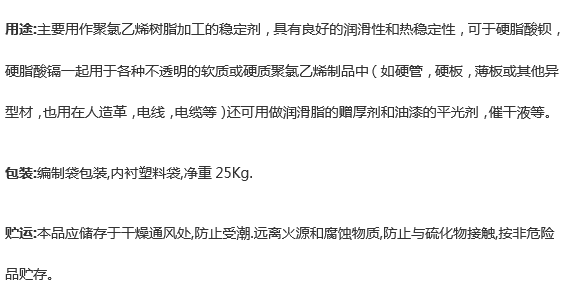 用途:主要用作聚氯乙烯树脂加工的稳定剂，具有良好的润滑性和热稳定性，可于硬脂酸钡，
硬脂酸镉一起用于各种不透明的软质或硬质聚氯乙烯制品中（如硬管，硬板，薄板或其他异
型材，也用在人造革，电线，电缆等）还可用做润滑脂的赠厚剂和油漆的平光剂，催干液等。
包装:编制袋包装,内衬塑料袋,净重 25Kg.
贮运:本品应储存于干燥通风处,防止受潮.远离火源和腐蚀物质,防止与硫化物接触,按非危险
品贮存。